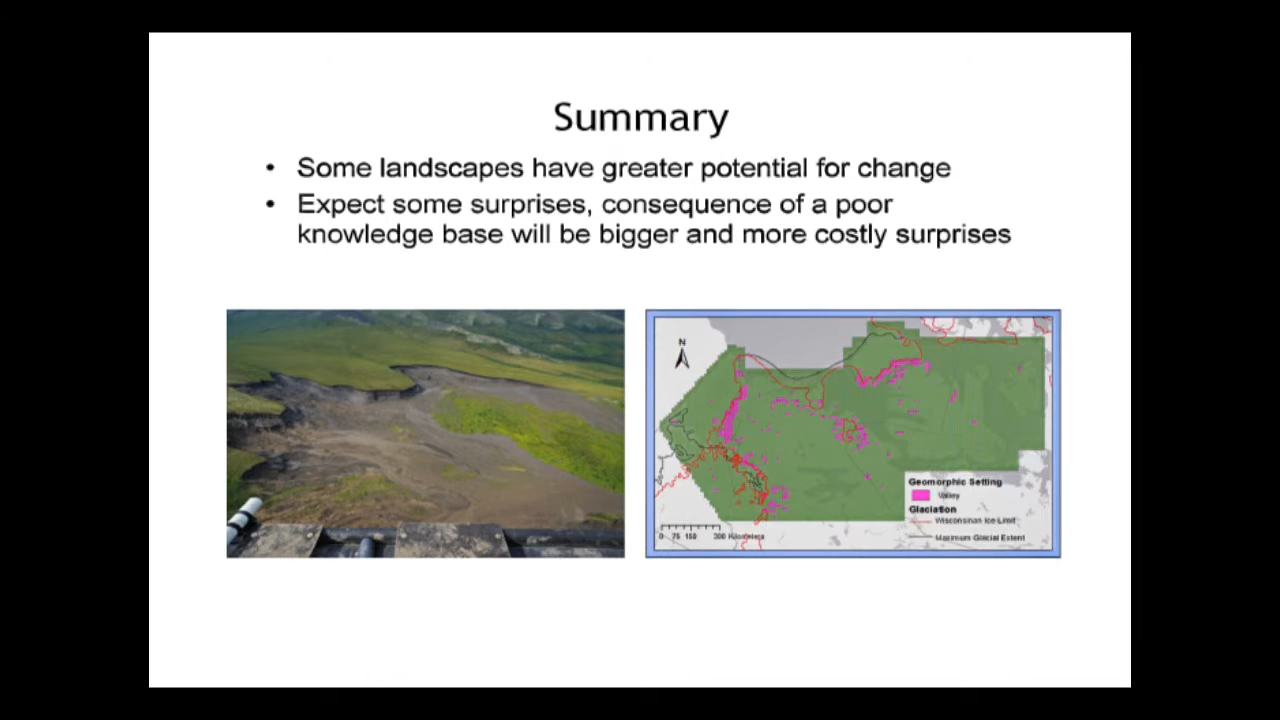 Summary
• Some landscapes have greater potential for change
• Expect some surprises, consequence of a poor
knowledge base will be bigger and more costly surprises
N
Geomorphic Setting
Valley
Glaciation
Wisconsinan Ice Limit
Maximum Glacial Extent
0 75 150 300 Kilometers